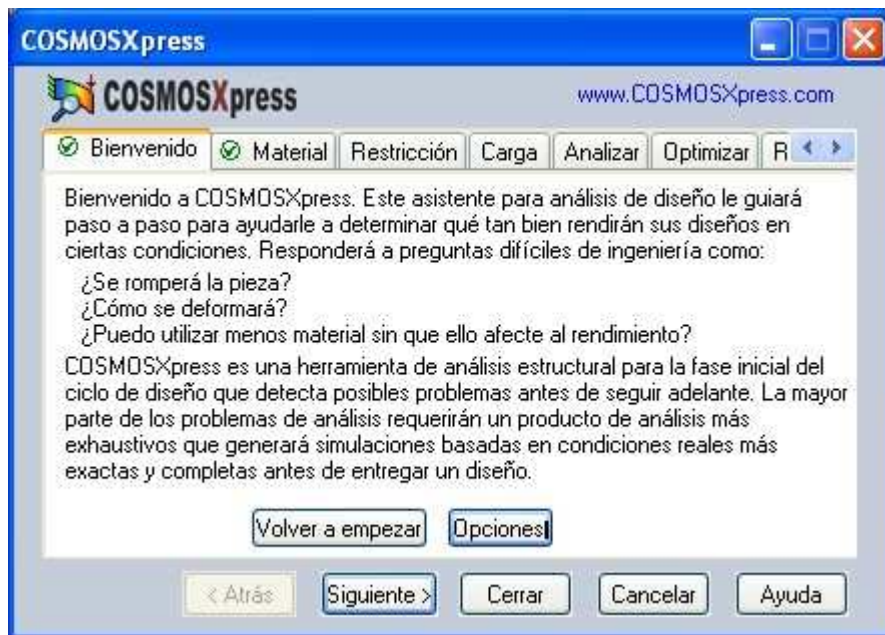 COSMOSXpress
COSMOSXpress
www.COSMOSXpress.com
Bienvenido Material Restricción Carga Analizar Optimizar R
Bienvenido a COSMOSXpress. Este asistente para análisis de diseño le guiará
paso a paso para ayudarle a determinar qué tan bien rendirán sus diseños en
ciertas condiciones. Responderá a preguntas difíciles de ingeniería como:
¿Se romperá la pieza?
¿Cómo se deformará?
¿Puedo utilizar menos material sin que ello afecte al rendimiento?
COSMOSXpress es una herramienta de análisis estructural para la fase inicial del
ciclo de diseño que detecta posibles problemas antes de seguir adelante. La mayor
parte de los problemas de análisis requerirán un producto de análisis más
exhaustivos que generará simulaciones basadas en condiciones reales más
exactas y completas antes de entregar un diseño.
Volver a empezar Opciones
< Atrás Siguiente > Cerrar Cancelar Ayuda